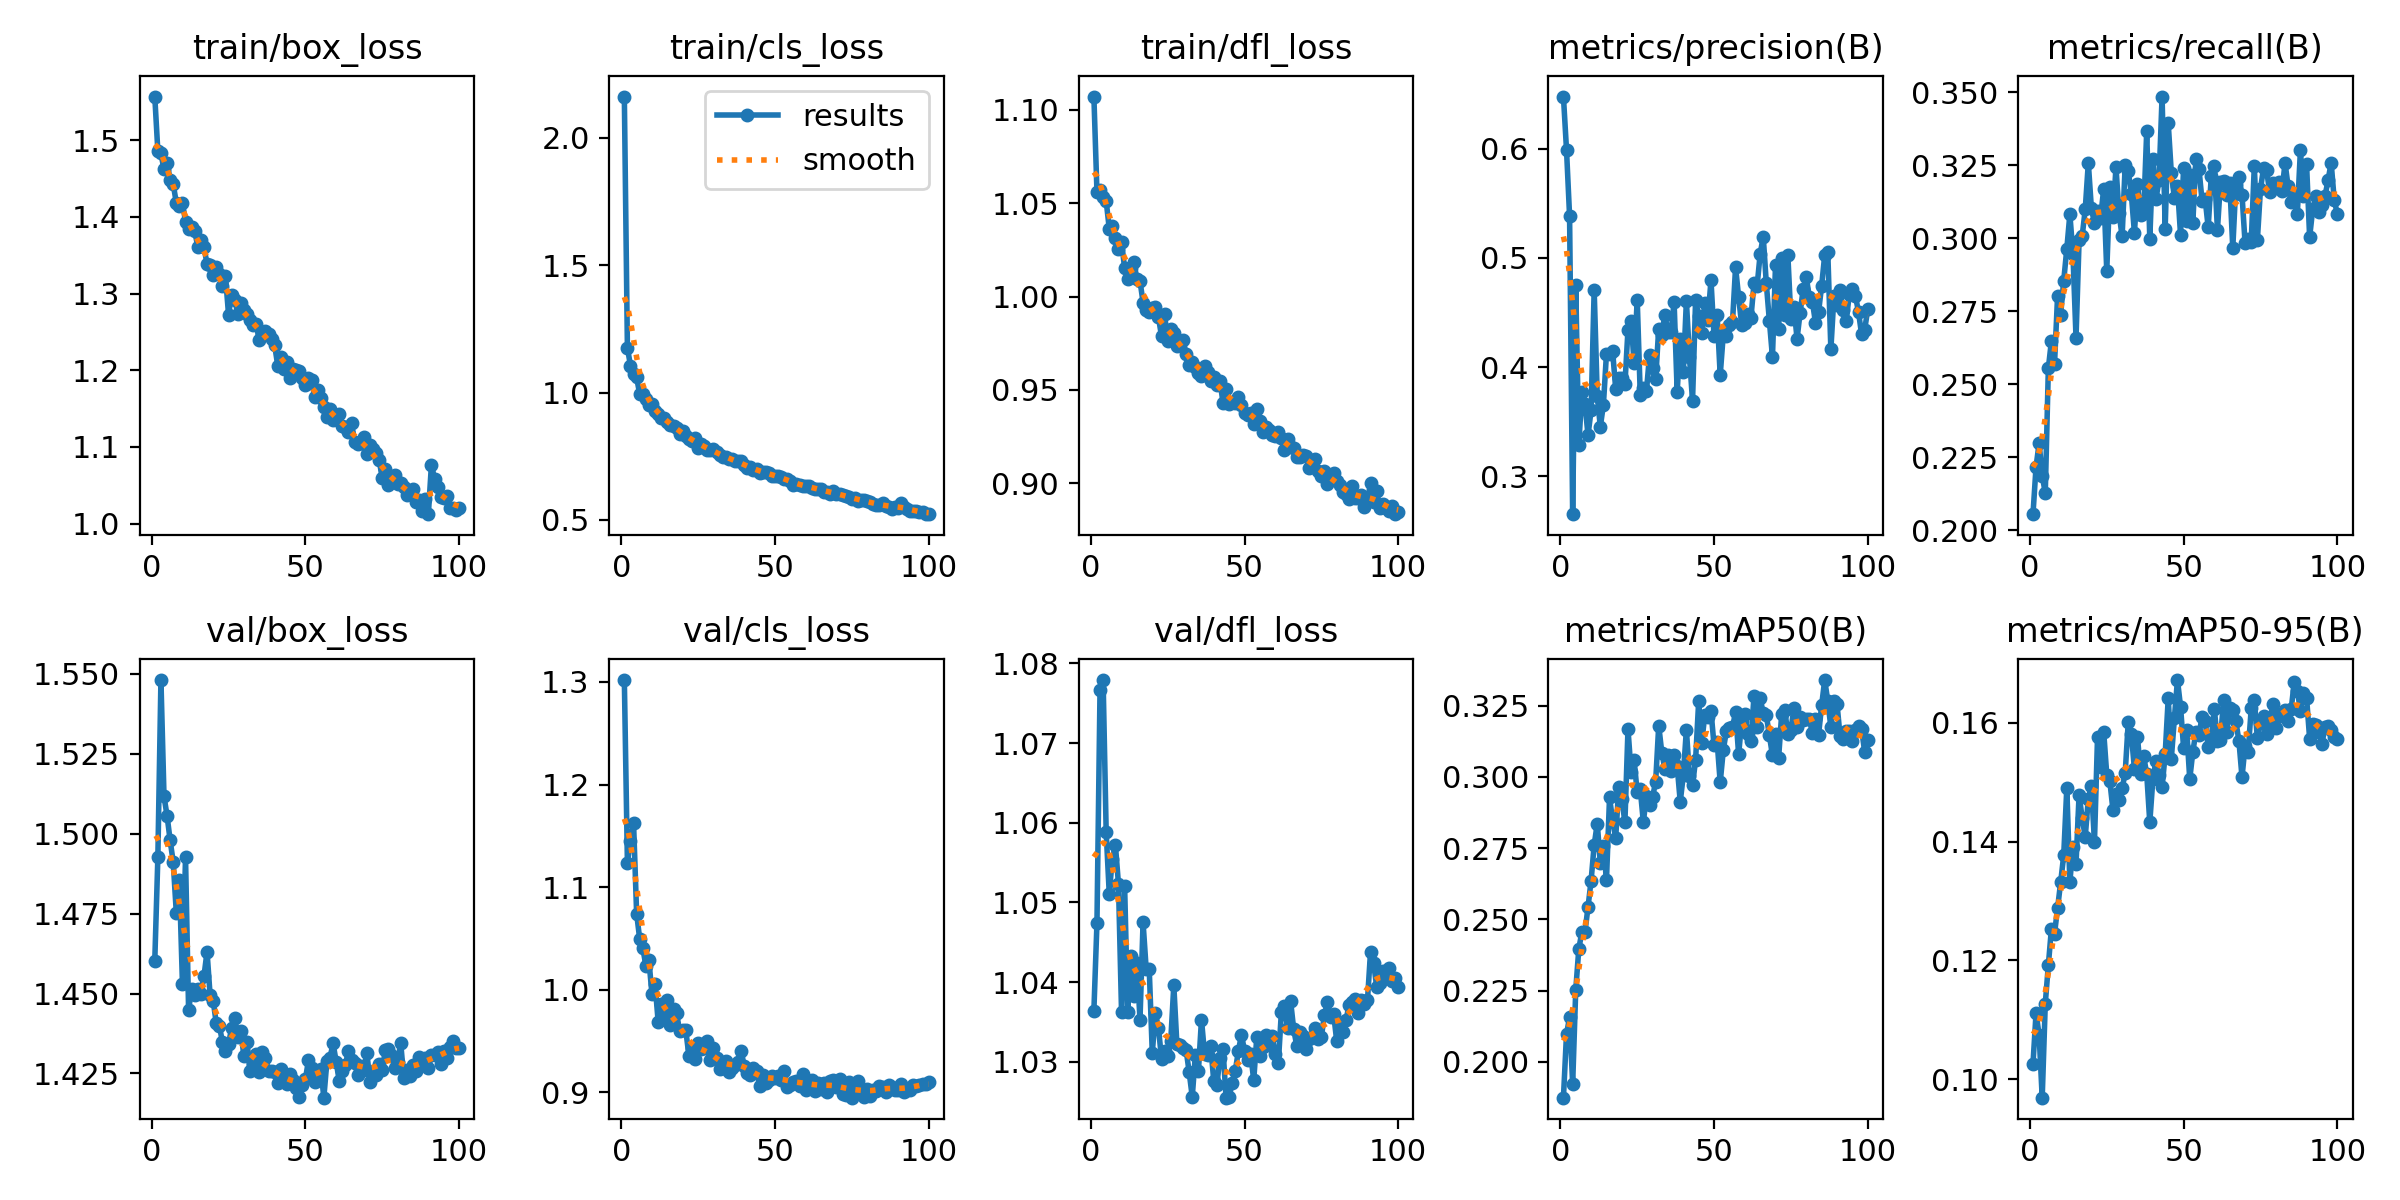 train/box_loss
train/cls_loss
train/dfl_loss
metrics/precision(B)
metrics/recall(B)
1.5
1.4
1.3
1.2
1.1
1.0
0 50 100
results
smooth
2.0
1.5
1.0
0.5
0 50 100
1.10
1.05
1.00
0.95
0.90
0 50 100
0.6
0.5
0.4
0.3
0 50 100
0.350
0.325
0.300
0.275
0.250
0.225
0.200
0 50 100
val/box_loss
val/cls_loss
val/dfl_loss
metrics/mAP50(B)
metrics/mAP50-95(B)
1.550
1.525
1.500
1.475
1.450
1.425
0 50 100
1.3
1.2
1.1
1.0
0.9
0 50 100
1.08
1.07
1.06
1.05
1.04
1.03
0 50 100
0.325
0.300
0.275
0.250
0.225
0.200
0 50 100
0.16
0.14
0.12
0.10
0 50 100